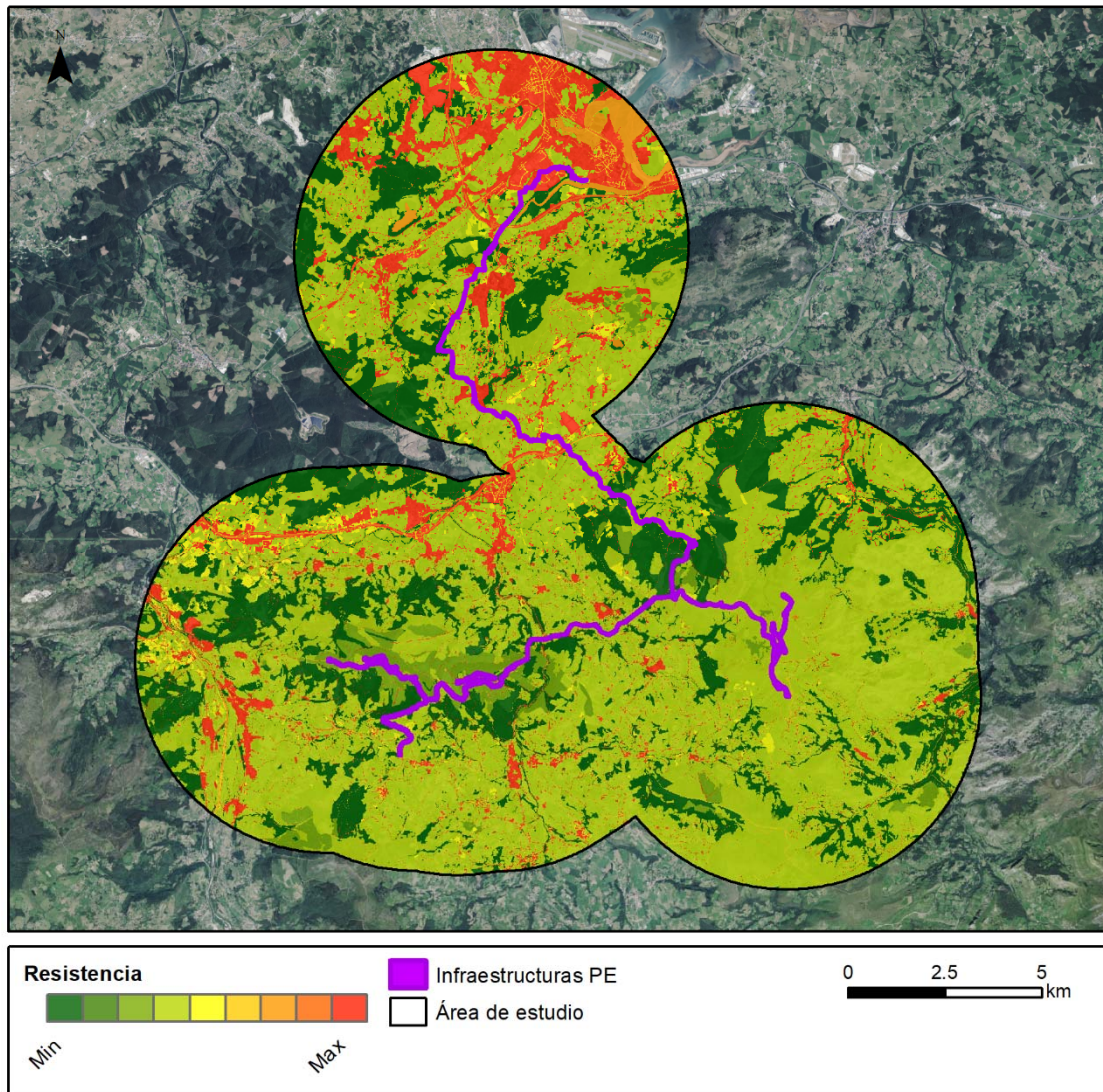 N
Resistencia
Min
Max
Infraestructuras PE
Área de estudio
0 2.5 5
km